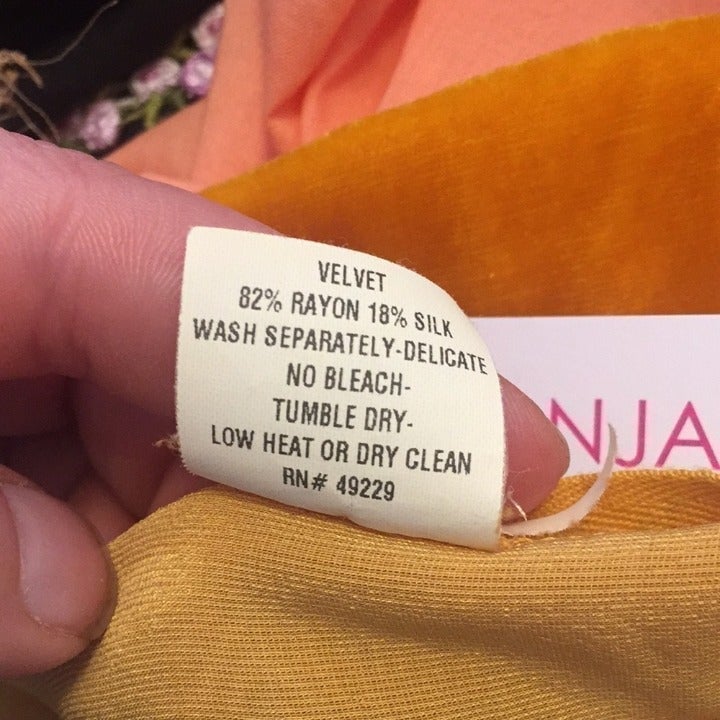 VELVET
82% RAYON 18% SILK
WASH SEPARATELY-DELICATE
NO BLEACH-
TUMBLE DRY-
LOW HEAT OR DRY CLEAN
RN# 49229
NJA